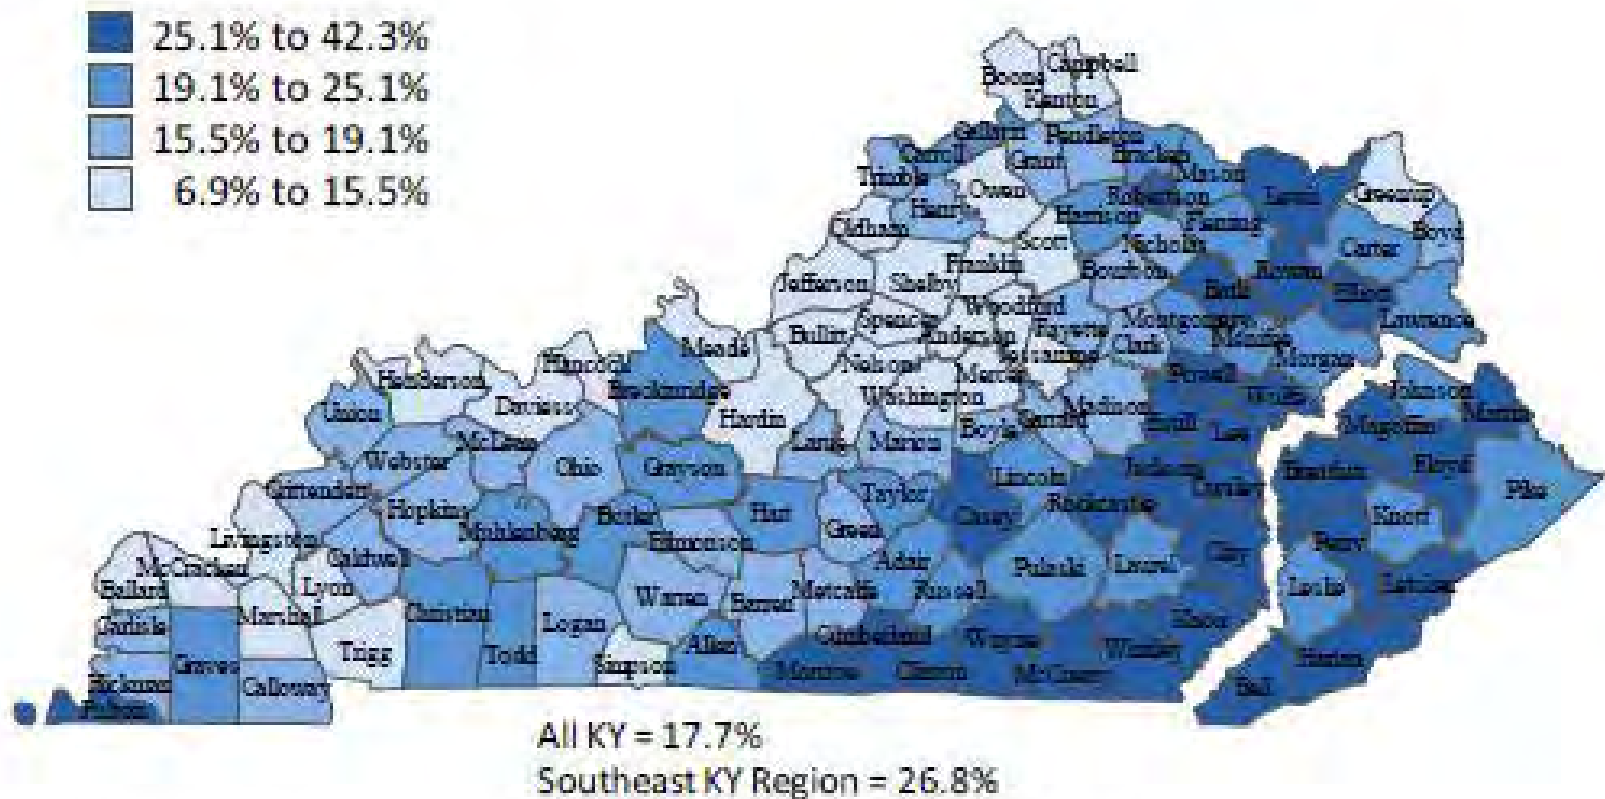 25.1% to 42.3%
19.1% to 25.1%
15.5% to 19.1%
6.9% to 15.5%
Boone
Campbell
Kenton
Gallatin
Pendleton
Carroll
Grant
Bracken
Trimble
Owen
Mason
Robertson
Lewis
Greenup
Henry
Harrison
Fleming
Oldham
Scott
Nicholas
Carter
Boyd
Franklin
Bourbon
Rowan
Jefferson
Shelby
Bath
Elliott
Woodford
Spencer
Anderson
Fayette
Montgomery
Lawrence
Bullitt
Jessamine
Clark
Menifee
Morgan
Meade
Nelson
Mercer
Hancock
Henderson
Breckinridge
Washington
Powell
Johnson
Daviess
Hardin
Wolfe
Martin
Union
Madison
Magoffin
Boyle
Garrard
Estill
Lee
McLean
Larue
Marion
Webster
Ohio
Grayson
Jackson
Breathitt
Floyd
Lincoln
Owsley
Pike
Crittenden
Taylor
Rockcastle
Hopkins
Hart
Casey
Knott
Muhlenberg
Butler
Green
Livingston
Edmonson
Perry
Caldwell
Adair
Clay
McCracken
Pulaski
Laurel
Ballard
Lyon
Metcalfe
Russell
Leslie
Letcher
Warren
Barren
Christian
Marshall
Carlisle
Logan
Knox
Cumberland
Wayne
Trigg
Todd
Allen
Whitley
Graves
Simpson
Monroe
Clinton
McCreary
Harlan
Hickman
Calloway
Bell
Fulton
All KY = 17.7%
Southeast KY Region = 26.8%